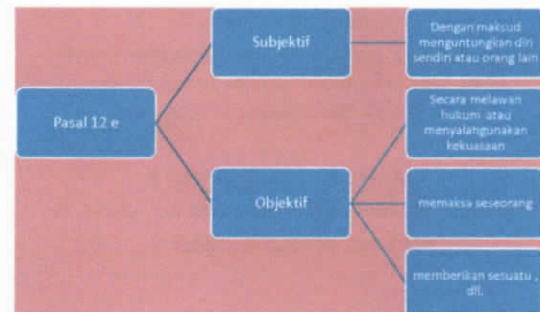 Pasal 12 e
Subjektif
Dengan maksud
menguntungkan diri
sendiri atau orang lain
Objektif
Secara melawan
hukum atau
menyalahgunakan
kekuasaan
memaksa seseorang
memberikan sesuatu ,
dll.